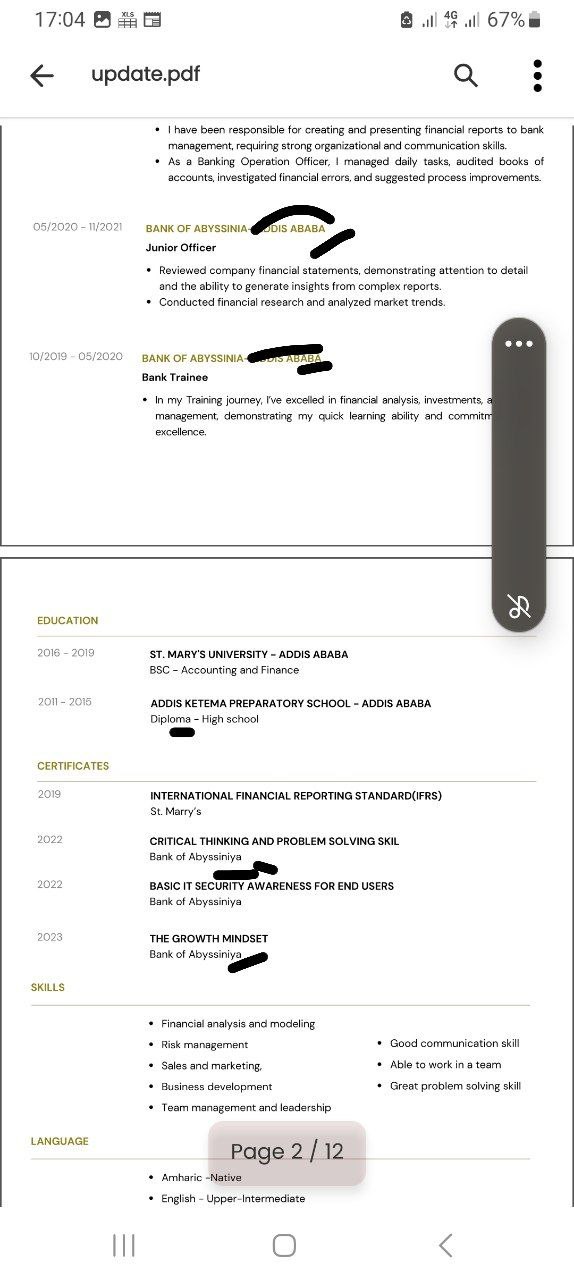 17:04 XLS 4G 67%
update.pdf
• I have been responsible for creating and presenting financial reports to bank
management, requiring strong organizational and communication skills.
• As a Banking Operation Officer, I managed daily tasks, audited books of
accounts, investigated financial errors, and suggested process improvements.
05/2020 - 11/2021
BANK OF ABYSSINIA- DDIS ABABA
Junior Officer
• Reviewed company financial statements, demonstrating attention to detail
and the ability to generate insights from complex reports.
• Conducted financial research and analyzed market trends.
10/2019 - 05/2020
BANK OF ABYSSINIA- DIS ABABA
Bank Trainee
• In my Training journey, I've excelled in financial analysis, investments,
management, demonstrating my quick learning ability and
excellence.
EDUCATION
2016 - 2019
ST. MARY'S UNIVERSITY - ADDIS ABABA
BSC - Accounting and Finance
2011 - 2015
ADDIS KETEMA PREPARATORY SCHOOL - ADDIS ABABA
Diploma - High school
CERTIFICATES
2019
INTERNATIONAL FINANCIAL REPORTING STANDARD(IFRS)
St. Marry's
2022
CRITICAL THINKING AND PROBLEM SOLVING SKIL
Bank of Abyssiniya
2022
BASIC IT SECURITY AWARENESS FOR END USERS
Bank of Abyssiniya
2023
THE GROWTH MINDSET
Bank of Abyssiniya
SKILLS
• Financial analysis and modeling
• Risk management
• Sales and marketing,
• Business development
• Team management and leadership
• Good communication skill
• Able to work in a team
• Great problem solving skill
LANGUAGE
Page 2 / 12
• Amharic -Native
• English - Upper-Intermediate